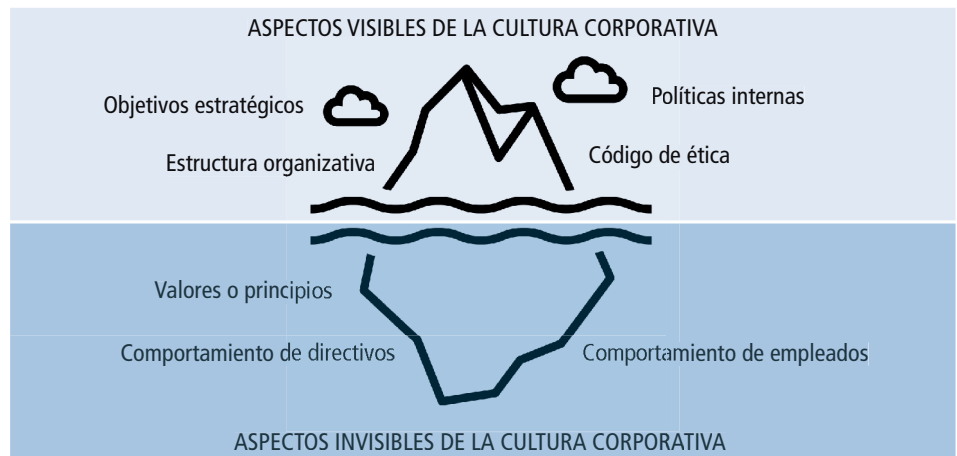 ASPECTOS VISIBLES DE LA CULTURA CORPORATIVA
Objetivos estratégicos
Políticas internas
Estructura organizativa
Código de ética
Valores o principios
Comportamiento de directivos
Comportamiento de empleados
ASPECTOS INVISIBLES DE LA CULTURA CORPORATIVA